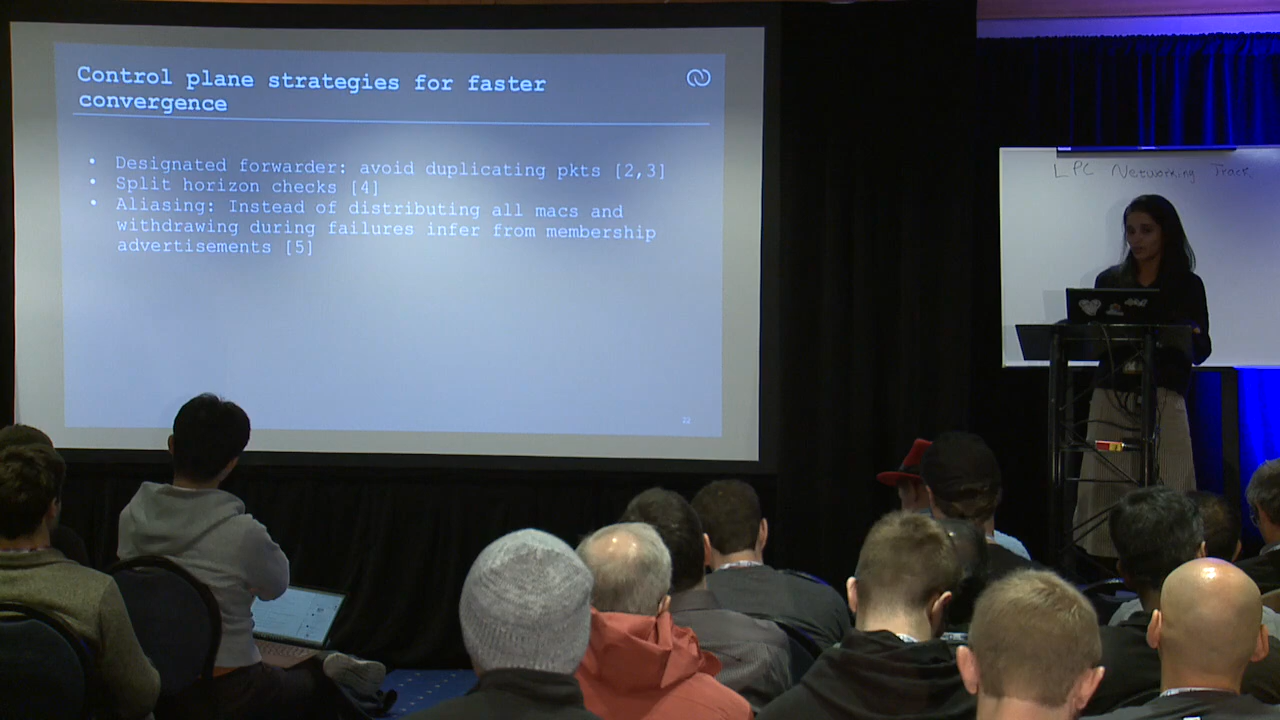 Control plane strategies for faster
convergence
• Designated forwarder: avoid duplicating pkts [2,3]
• Split horizon checks [4]
• Aliasing: Instead of distributing all macs and
withdrawing during failures infer from membership
advertisements [5]
22
LPC Networking Track